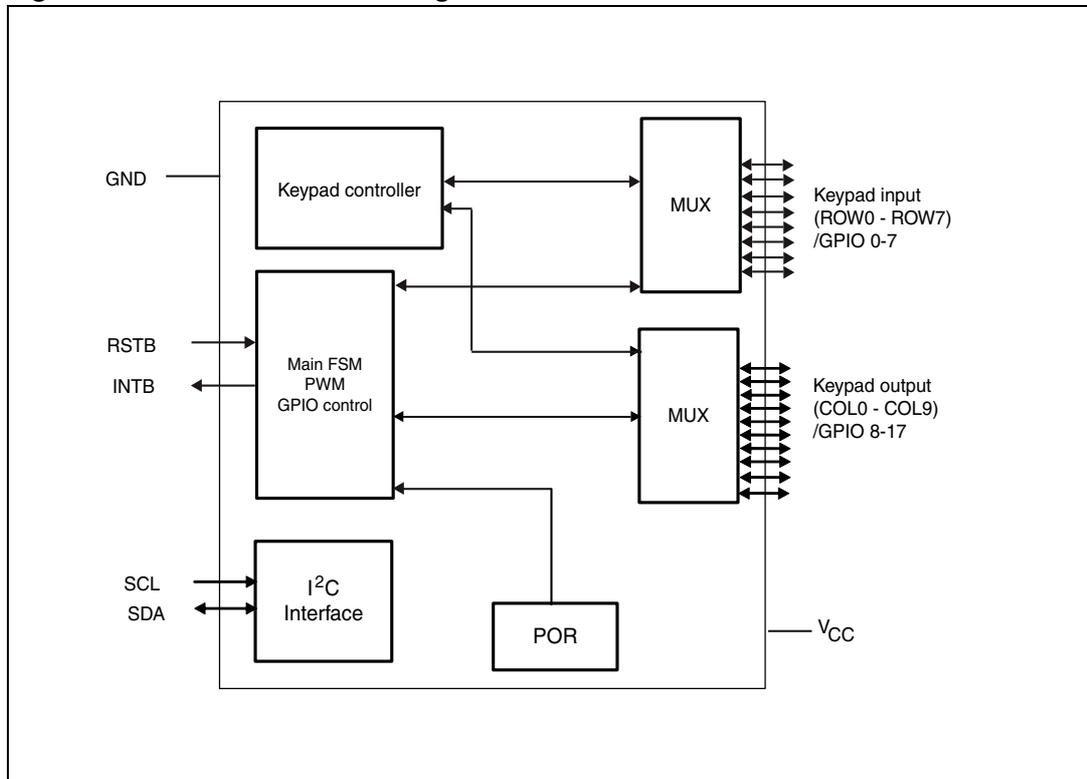 GND
Keypad controller
MUX
Keypad input
(ROW0 - ROW7)
/GPIO 0-7
RSTB
INTB
Main FSM
PWM
GPIO control
MUX
Keypad output
(COL0 - COL9)
/GPIO 8-17
SCL
SDA
I²C
Interface
POR
VCC